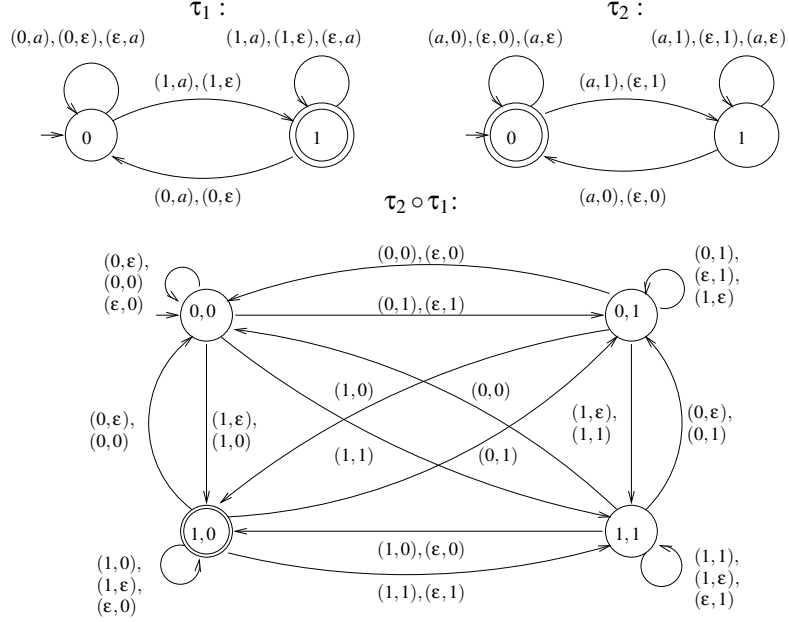 τ₁ : τ₂ :
(0,a),(0,ε),(ε,a) (1,a),(1,ε),(ε,a) (a,0),(ε,0),(a,ε) (a,1),(ε,1),(a,ε)
(1,a),(1,ε) (a,1),(ε,1)
0 1 0 1
(0,a),(0,ε) (a,0),(ε,0)
τ₂ ∘ τ₁:
(0,ε),
(0,0)
(ε,0)
(0,0),(ε,0)
(0,1),
(ε,1),
(1,ε)
0,0
(0,1),(ε,1)
0,1
(0,ε),
(0,0)
(1,ε),
(1,0)
(1,0)
(0,0)
(1,1)
(0,1)
(1,ε),
(1,1)
(0,ε),
(0,1)
1,0
(1,0),(ε,0)
1,1
(1,0),
(1,ε),
(ε,0)
(1,1),(ε,1)
(1,1),
(1,ε),
(ε,1)